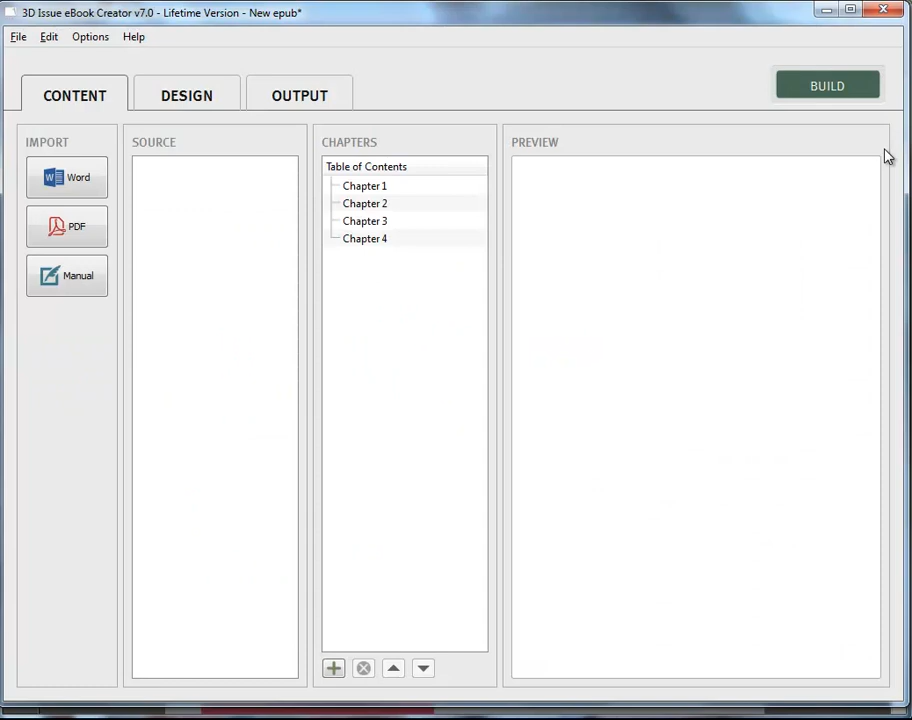 3D Issue eBook Creator v7.0 - Lifetime Version - New epub*
File Edit Options Help
CONTENT DESIGN OUTPUT BUILD
IMPORT SOURCE CHAPTERS PREVIEW
Word
PDF
Manual
Table of Contents
Chapter 1
Chapter 2
Chapter 3
Chapter 4